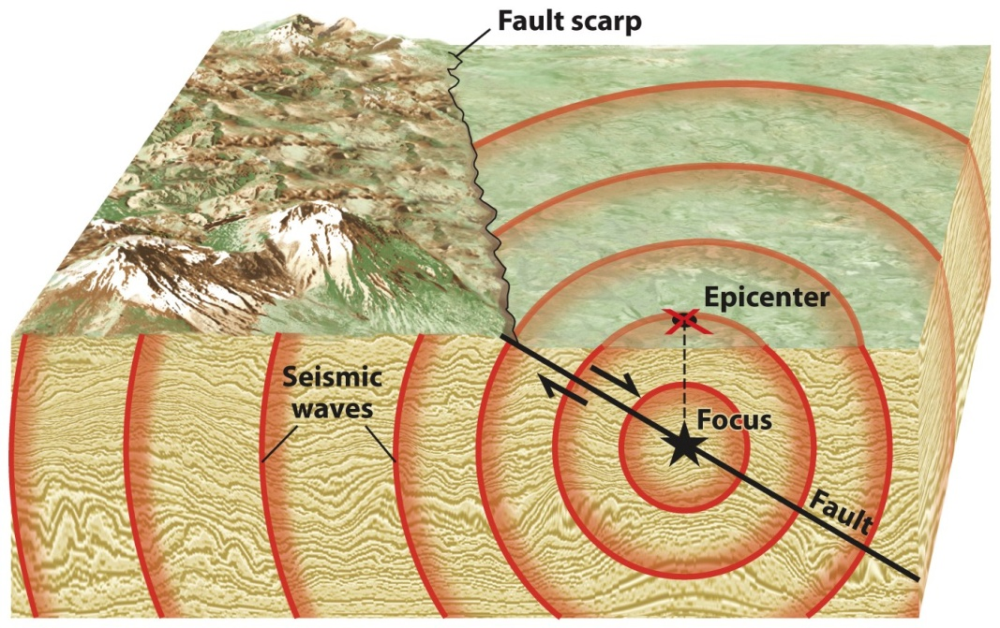 Fault scarp
Epicenter
Seismic
waves
Focus
Fault